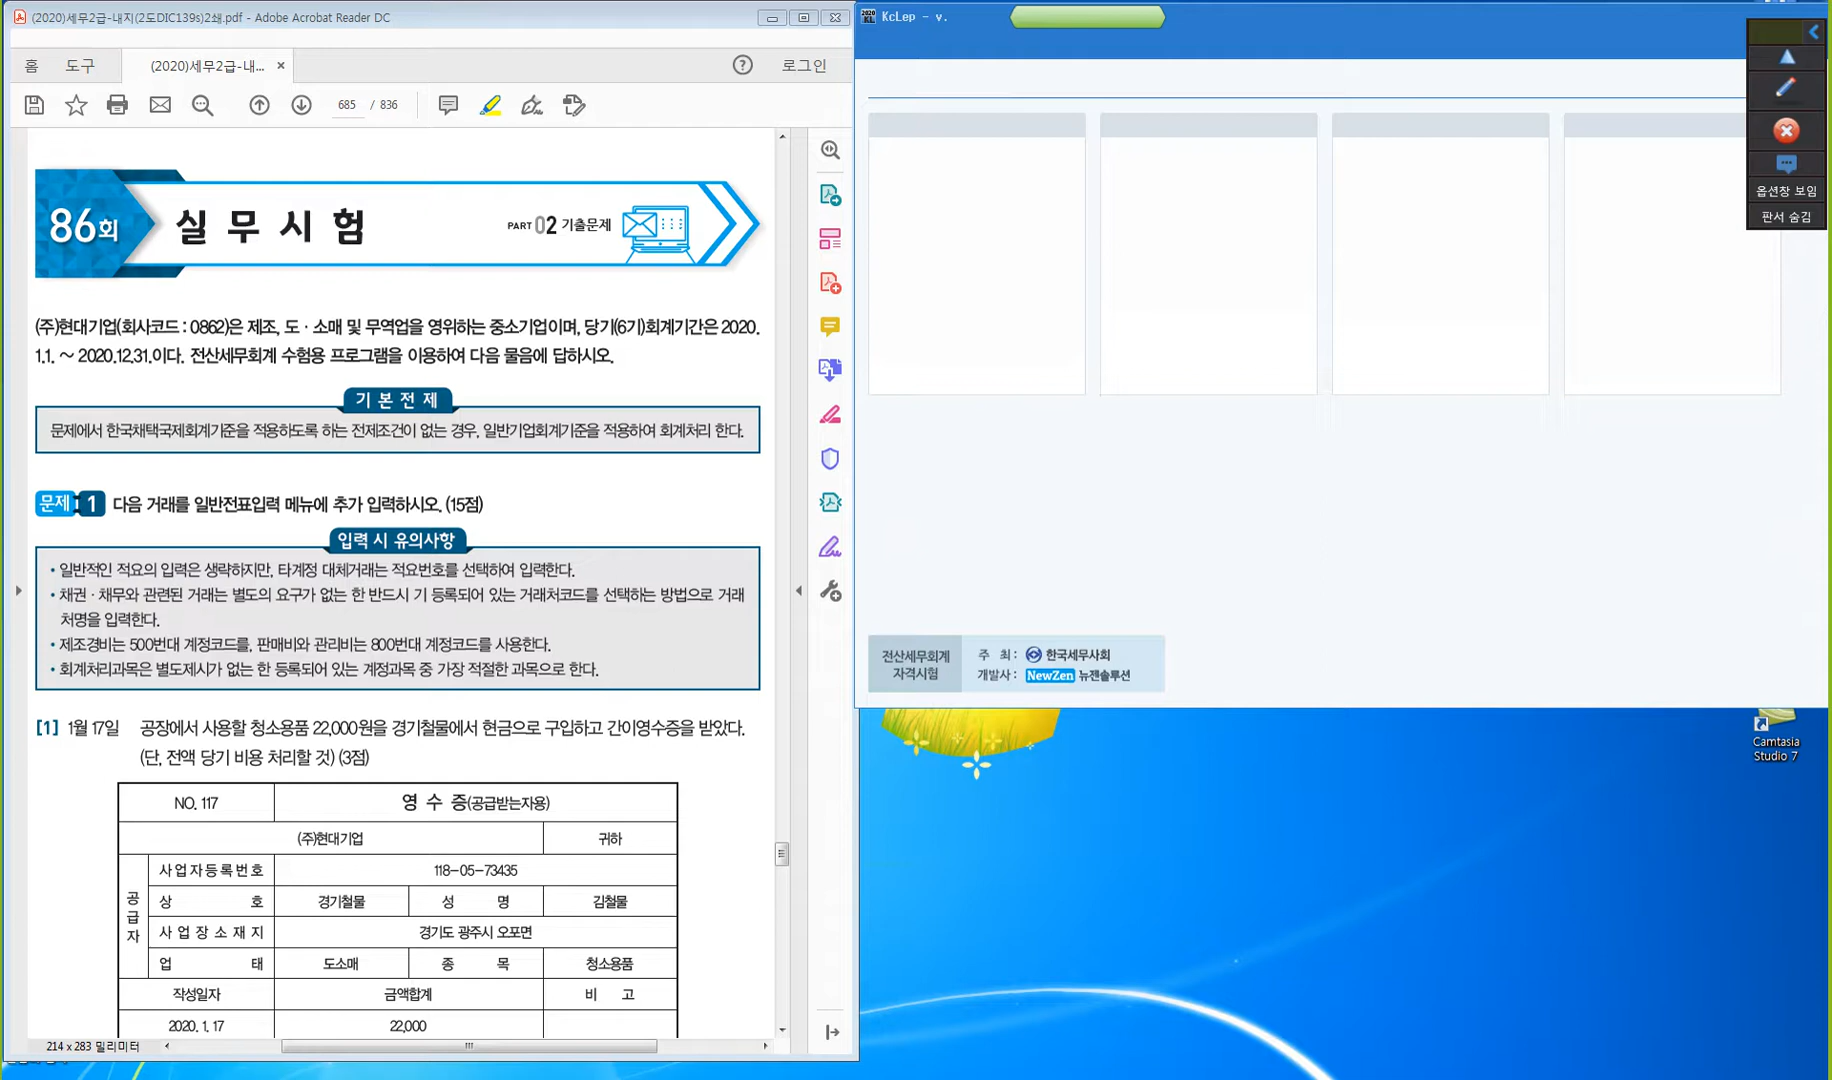 (2020)세무2급-내지(2도DIC139s)2쇄.pdf - Adobe Acrobat Reader DC
홈 도구 (2020)세무2급-내... × 로그인
685 / 836
86회 실 무 시 험 PART 02 기출문제
(주)현대기업(회사코드 : 0862)은 제조, 도 · 소매 및 무역업을 영위하는 중소기업이며, 당기(6기)회계기간은 2020.
1.1. ~ 2020.12.31.이다. 전산세무회계 수험용 프로그램을 이용하여 다음 물음에 답하시오.
기 본 전 제
문제에서 한국채택국제회계기준을 적용하도록 하는 전제조건이 없는 경우, 일반기업회계기준을 적용하여 회계처리 한다.
문제 1 다음 거래를 일반전표입력 메뉴에 추가 입력하시오. (15점)
입력 시 유의사항
• 일반적인 적요의 입력은 생략하지만, 타계정 대체거래는 적요번호를 선택하여 입력한다.
• 채권 · 채무와 관련된 거래는 별도의 요구가 없는 한 반드시 기 등록되어 있는 거래처코드를 선택하는 방법으로 거래
처명을 입력한다.
• 제조경비는 500번대 계정코드를, 판매비와 관리비는 800번대 계정코드를 사용한다.
• 회계처리과목은 별도제시가 없는 한 등록되어 있는 계정과목 중 가장 적절한 과목으로 한다.
[1] 1월 17일 공장에서 사용할 청소용품 22,000원을 경기철물에서 현금으로 구입하고 간이영수증을 받았다.
(단, 전액 당기 비용 처리할 것) (3점)
NO. 117 영 수 증(공급받는자용)
(주)현대기업 귀하
공급자
사업자등록번호 118-05-73435
상 호 경기철물 성 명 김철물
사업장소재지 경기도 광주시 오포면
업 태 도소매 종 목 청소용품
작성일자 금액합계 비 고
2020. 1. 17 22,000
214 x 283 밀리미터
2020 KL KcLep - v.
옵션창 보임
판서 숨김
전산세무회계
자격시험
주 최 : 한국세무사회
개발사 : NewZen 뉴젠솔루션
Camtasia
Studio 7